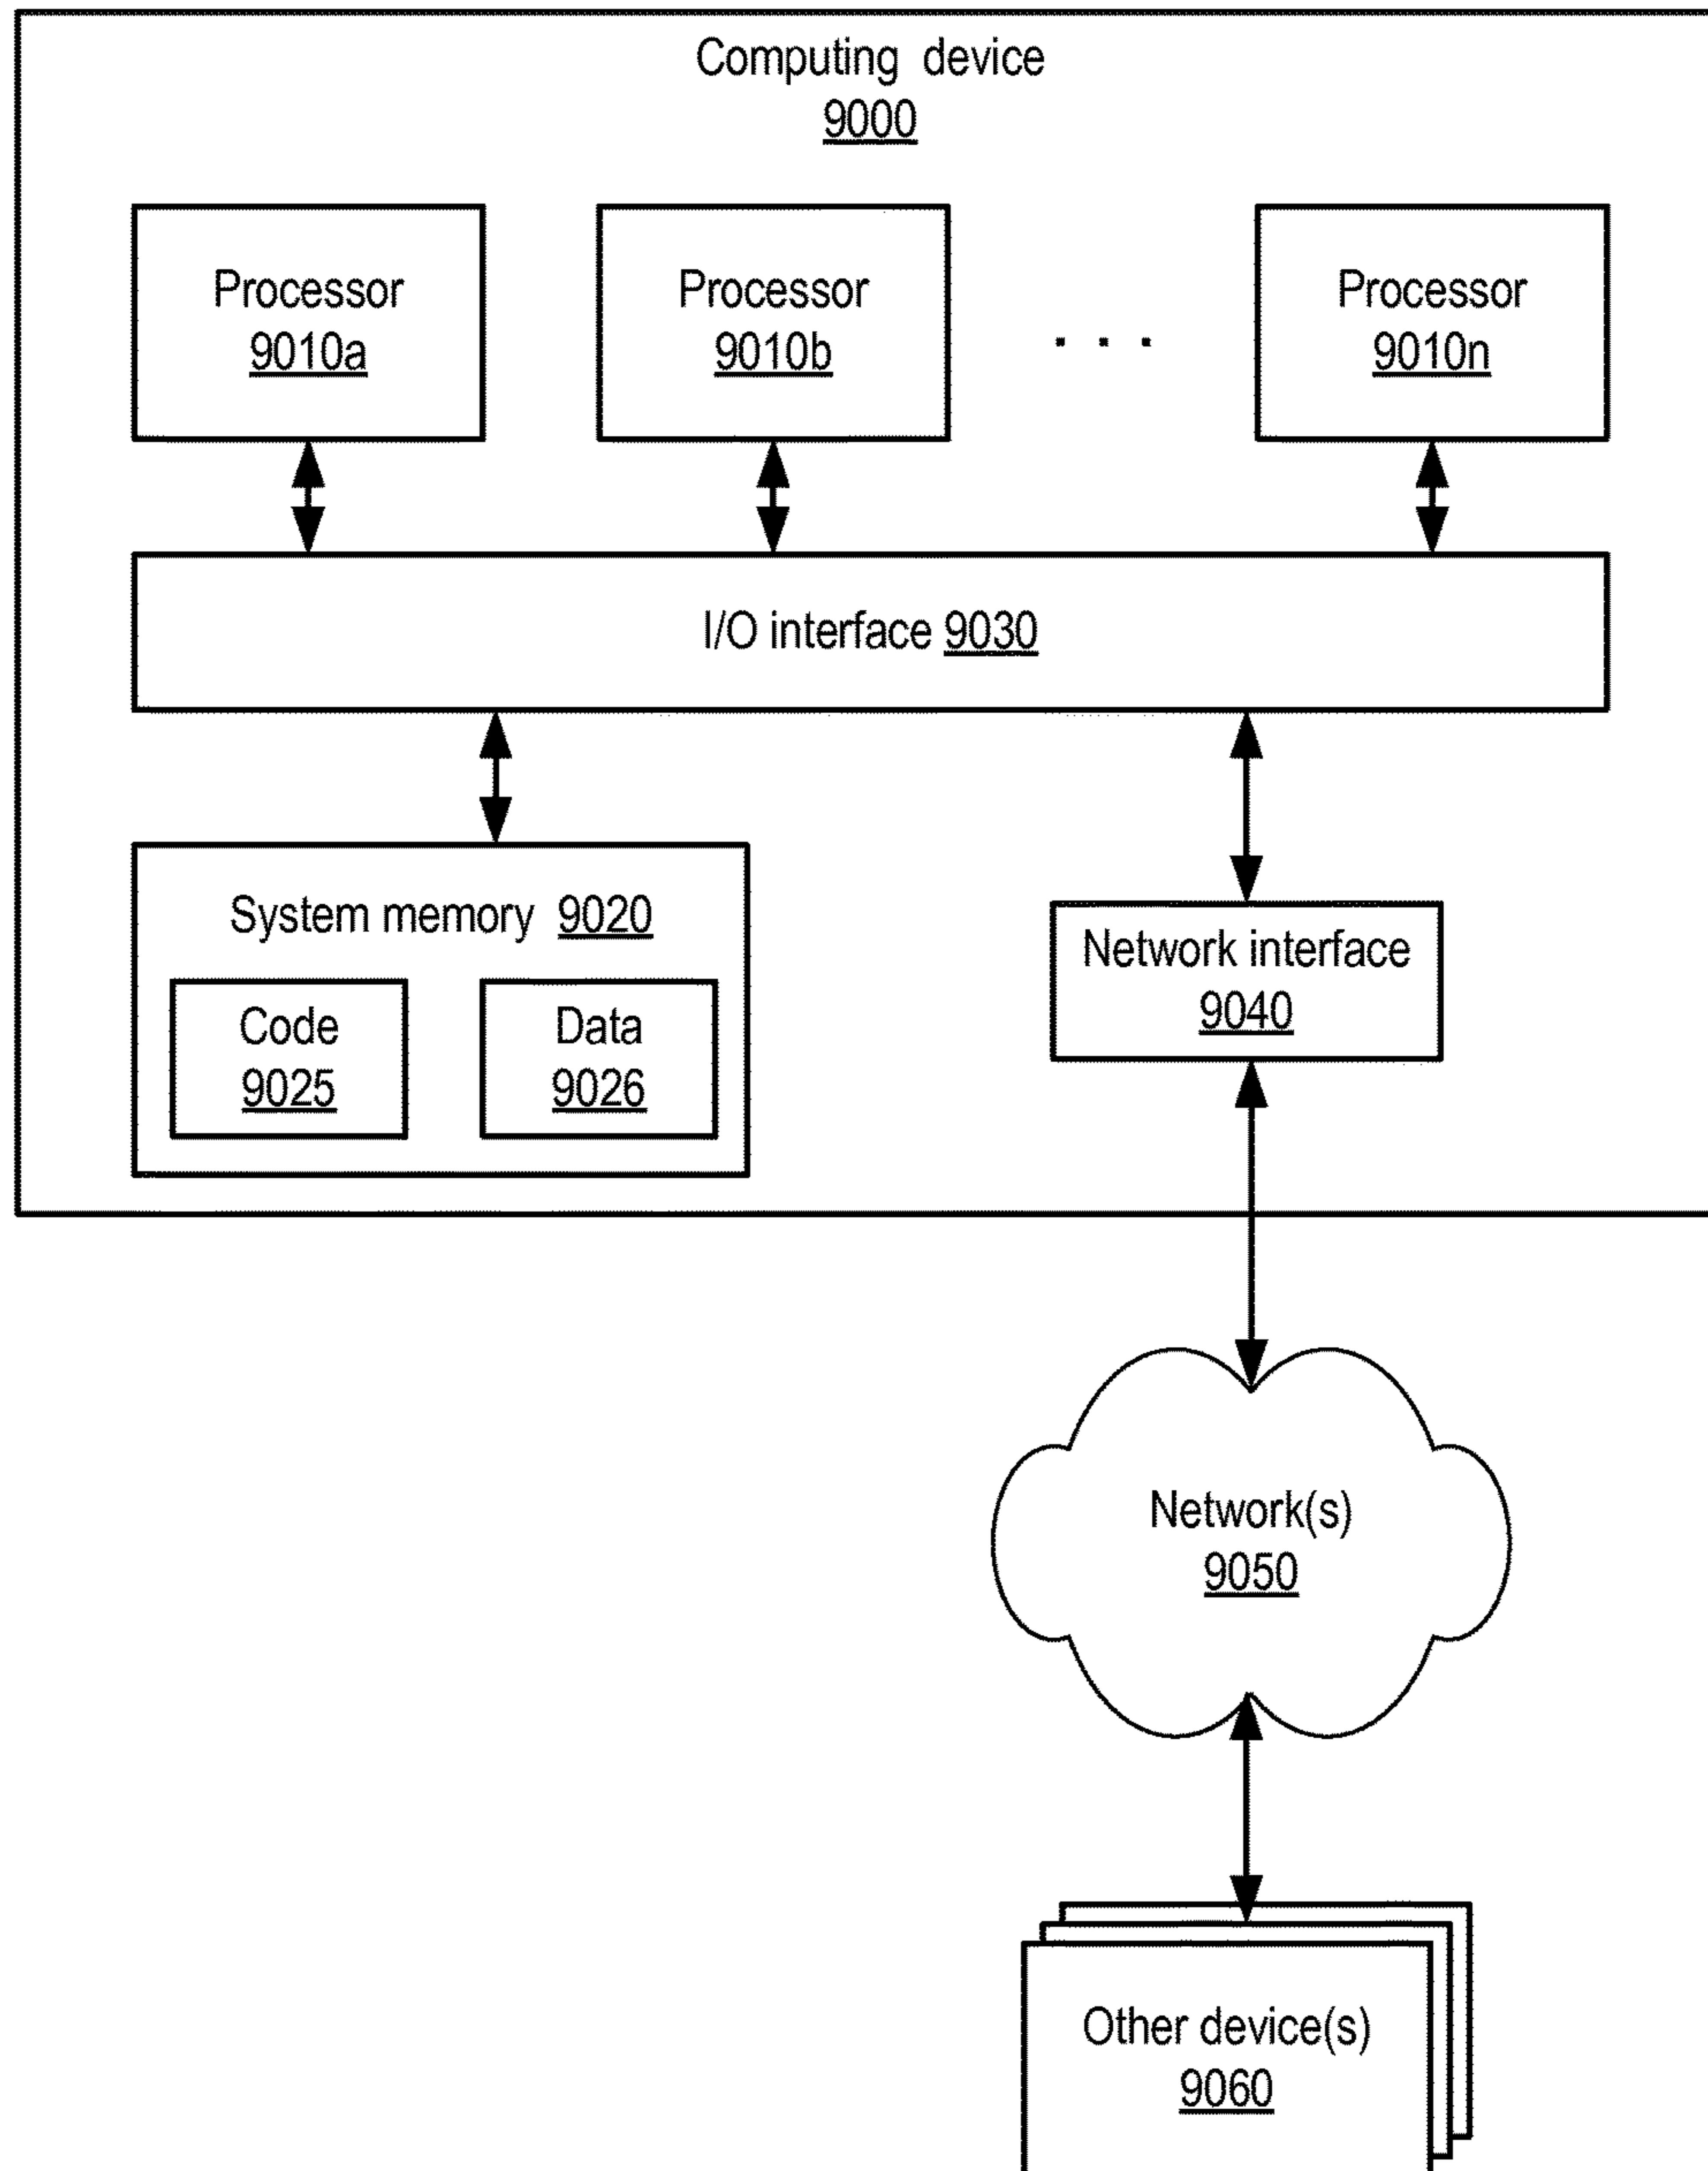 Computing device
9000
Processor
9010a
Processor
9010b
. . .
Processor
9010n
I/O interface 9030
System memory 9020
Code
9025
Data
9026
Network interface
9040
Network(s)
9050
Other device(s)
9060